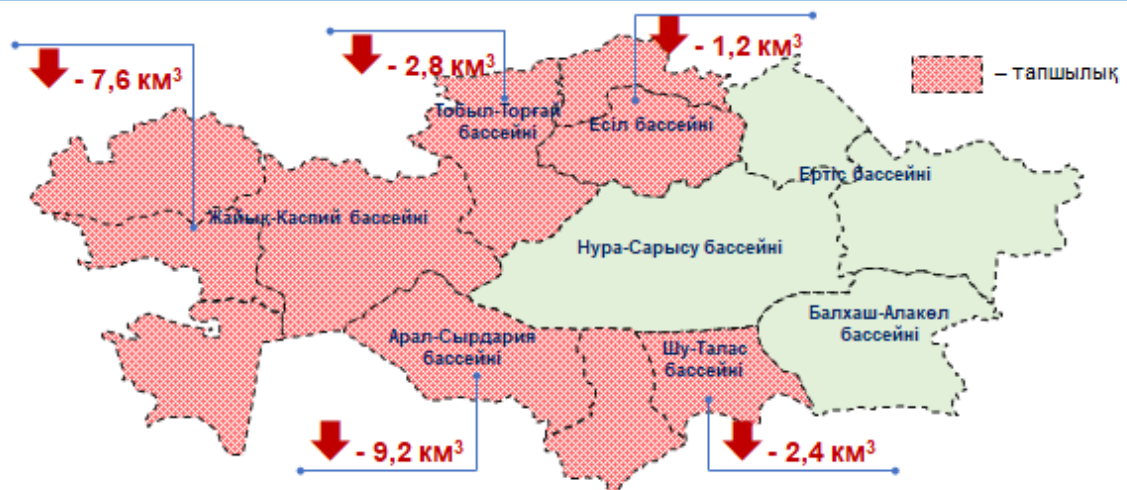 - 7,6 км³
- 2,8 км³
- 1,2 км³
– тапшылық
Тобыл-Торғай
бассейні
Есіл бассейні
Ертіс бассейні
Жайық-Каспий бассейні
Нура-Сарысу бассейні
Балхаш-Алакөл
бассейні
Арал-Сырдария
бассейні
Шу-Талас
бассейні
- 9,2 км³
- 2,4 км³